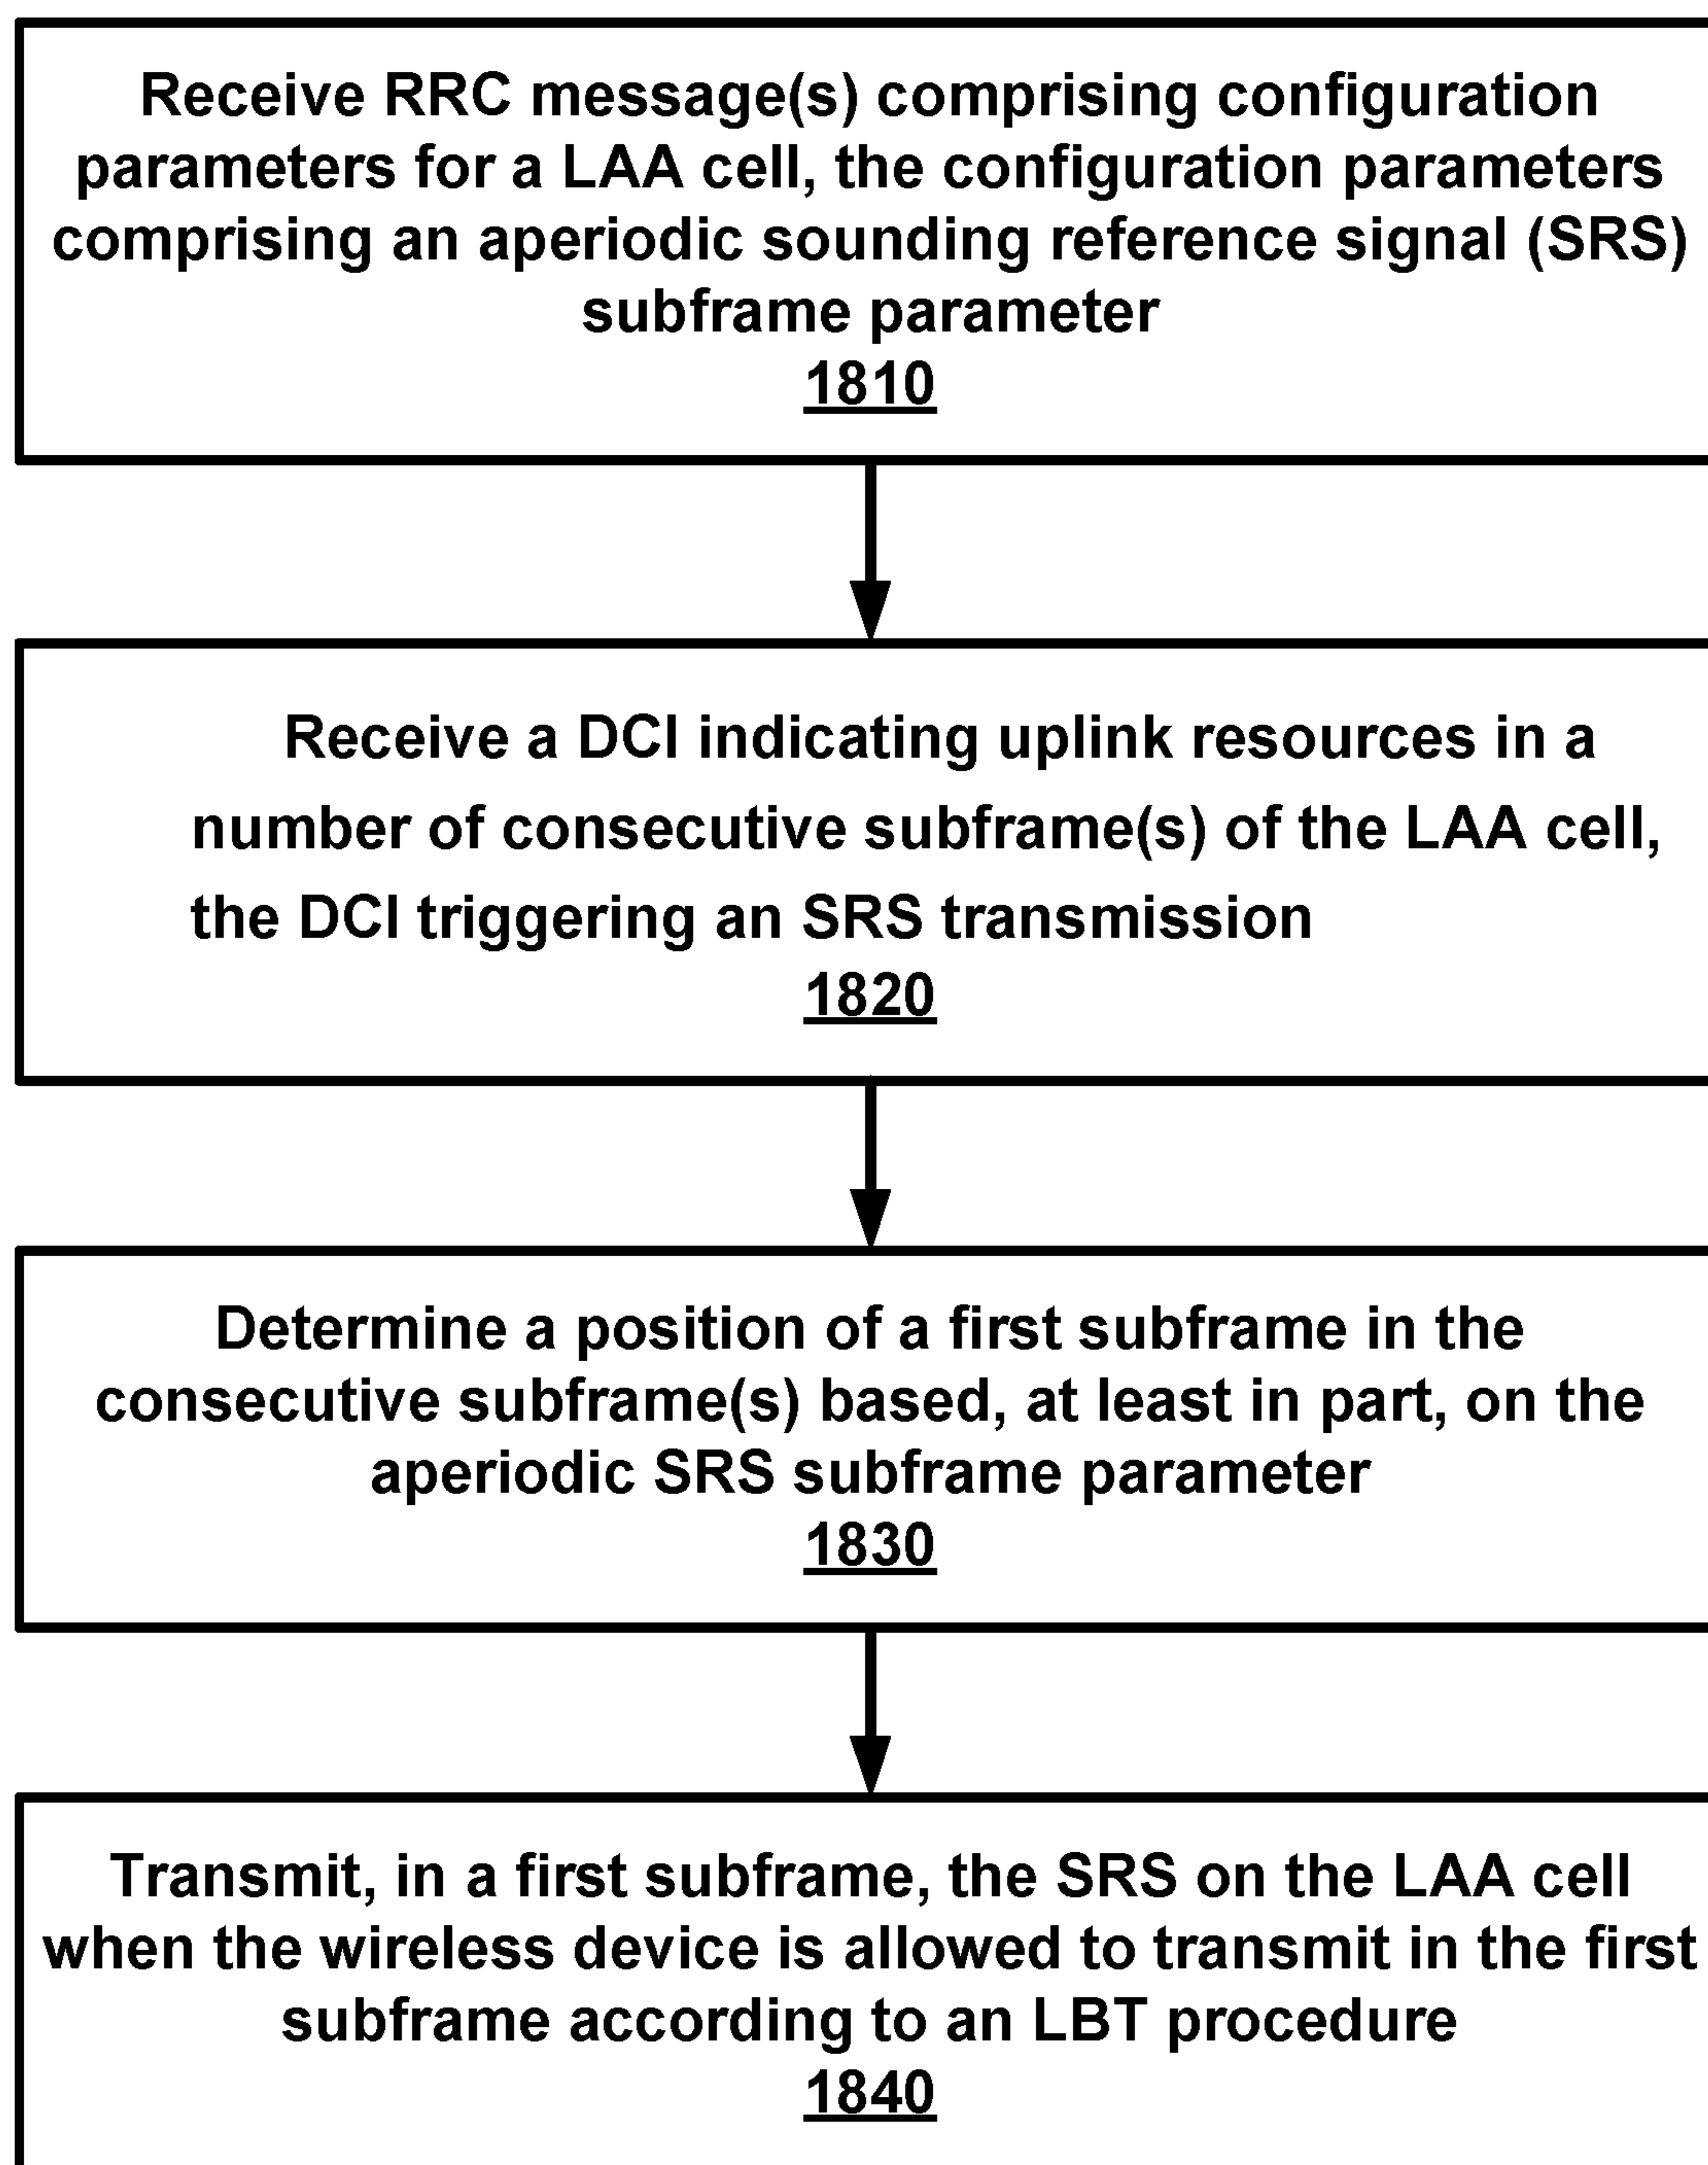 Receive RRC message(s) comprising configuration
parameters for a LAA cell, the configuration parameters
comprising an aperiodic sounding reference signal (SRS)
subframe parameter
1810
Receive a DCI indicating uplink resources in a
number of consecutive subframe(s) of the LAA cell,
the DCI triggering an SRS transmission
1820
Determine a position of a first subframe in the
consecutive subframe(s) based, at least in part, on the
aperiodic SRS subframe parameter
1830
Transmit, in a first subframe, the SRS on the LAA cell
when the wireless device is allowed to transmit in the first
subframe according to an LBT procedure
1840